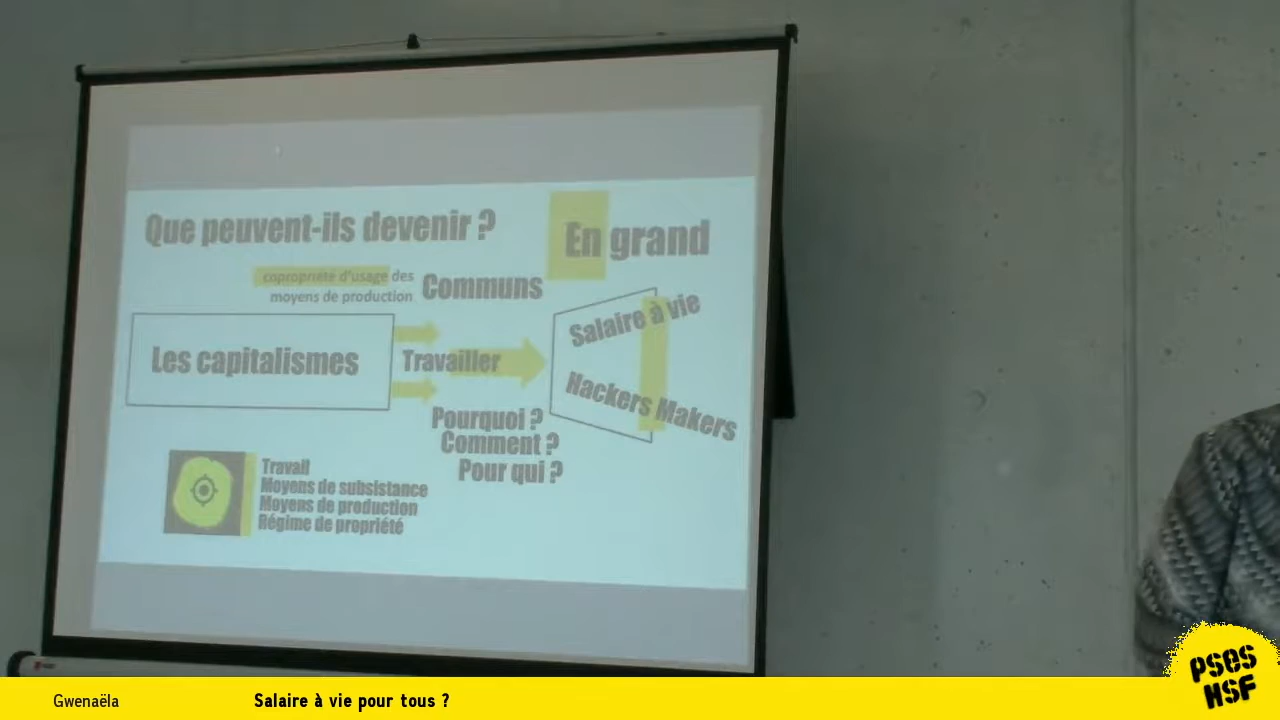 Que peuvent-ils devenir ?
En grand
copropriété d'usage des
moyens de production
Communs
Les capitalismes
Travailler
Salaire à vie
Hackers Makers
Pourquoi ?
Comment ?
Pour qui ?
Travail
Moyens de subsistance
Moyens de production
Régime de propriété
PSES
HSF
Gwenaëla
Salaire à vie pour tous ?